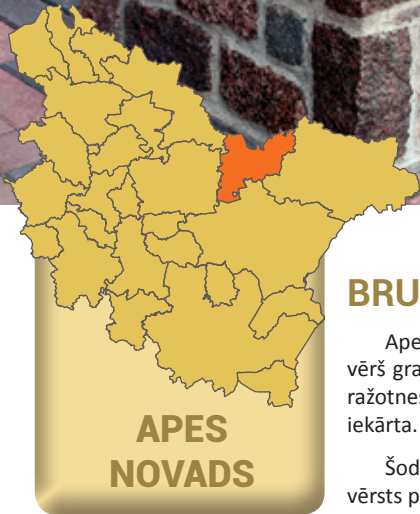 APES
NOVADS
BRU
Ape
vērš gra
ražotnes
iekārta.
Šod
vērsts p